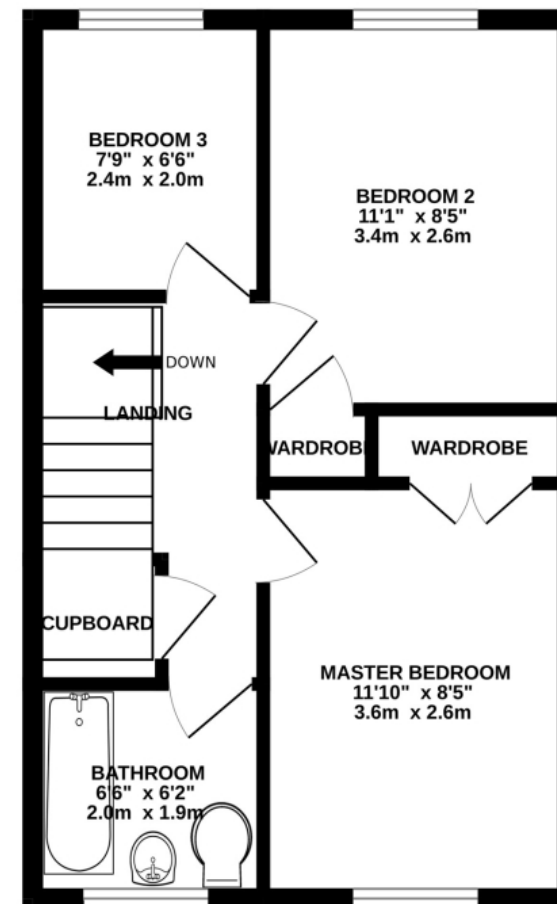 BEDROOM 3
7'9" x 6'6"
2.4m x 2.0m
BEDROOM 2
11'1" x 8'5"
3.4m x 2.6m
DOWN
LANDING
WARDROBE
WARDROBE
CUPBOARD
MASTER BEDROOM
11'10" x 8'5"
3.6m x 2.6m
BATHROOM
6'6" x 6'2"
2.0m x 1.9m